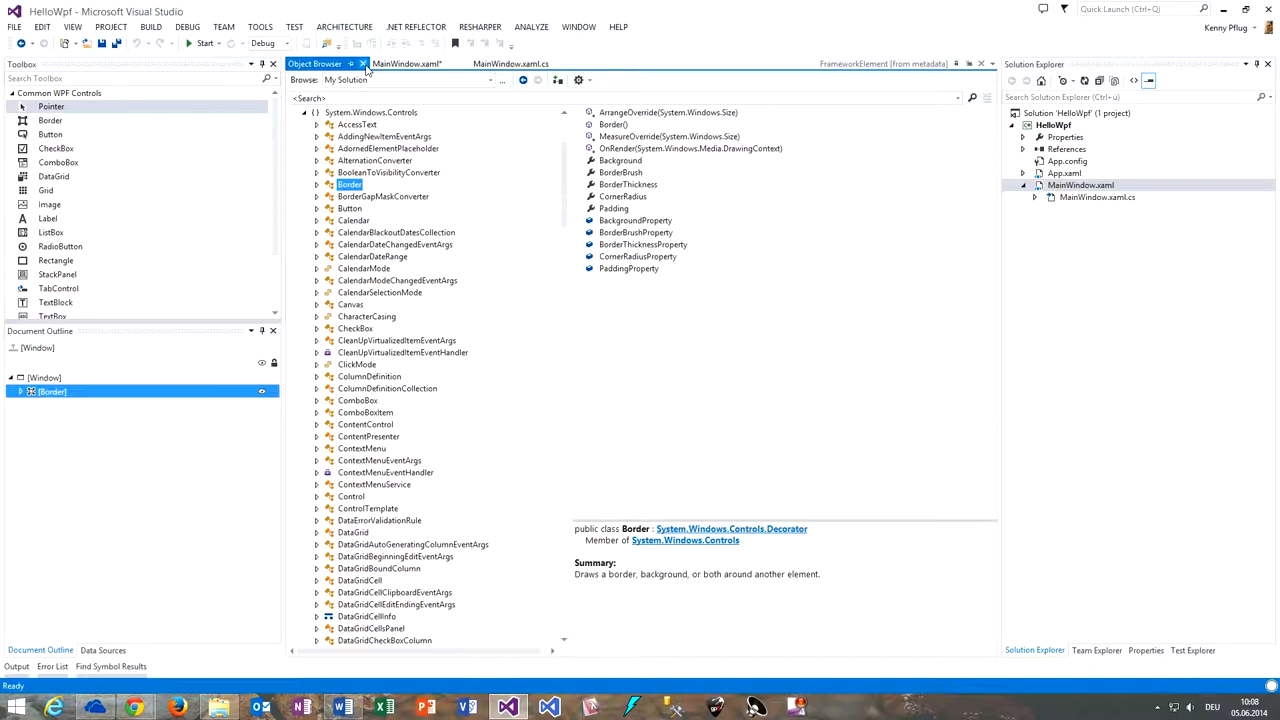 HelloWpf - Microsoft Visual Studio
Quick Launch (Ctrl+Q)
FILE EDIT VIEW PROJECT BUILD DEBUG TEAM TOOLS TEST ARCHITECTURE .NET REFLECTOR RESHARPER ANALYZE WINDOW HELP
Kenny Pflug
Start Debug
Toolbox
Search Toolbox
Common WPF Controls
Pointer
Border
Button
CheckBox
ComboBox
DataGrid
Grid
Image
Label
ListBox
RadioButton
Rectangle
StackPanel
TabControl
TextBlock
TextBox
Document Outline
[Window]
[Window]
[Border]
Document Outline Data Sources
Output Error List Find Symbol Results
Object Browser MainWindow.xaml* MainWindow.xaml.cs FrameworkElement [from metadata]
Browse: My Solution ...
<Search>
System.Windows.Controls
AccessText
AddingNewItemEventArgs
AdornedElementPlaceholder
AlternationConverter
BooleanToVisibilityConverter
Border
BorderGapMaskConverter
Button
Calendar
CalendarBlackoutDatesCollection
CalendarDateChangedEventArgs
CalendarDateRange
CalendarMode
CalendarModeChangedEventArgs
CalendarSelectionMode
Canvas
CharacterCasing
CheckBox
CleanUpVirtualizedItemEventArgs
CleanUpVirtualizedItemEventHandler
ClickMode
ColumnDefinition
ColumnDefinitionCollection
ComboBox
ComboBoxItem
ContentControl
ContentPresenter
ContextMenu
ContextMenuEventArgs
ContextMenuEventHandler
ContextMenuService
Control
ControlTemplate
DataErrorValidationRule
DataGrid
DataGridAutoGeneratingColumnEventArgs
DataGridBeginningEditEventArgs
DataGridBoundColumn
DataGridCell
DataGridCellClipboardEventArgs
DataGridCellEditEndingEventArgs
DataGridCellInfo
DataGridCellsPanel
DataGridCheckBoxColumn
ArrangeOverride(System.Windows.Size)
Border()
MeasureOverride(System.Windows.Size)
OnRender(System.Windows.Media.DrawingContext)
Background
BorderBrush
BorderThickness
CornerRadius
Padding
BackgroundProperty
BorderBrushProperty
BorderThicknessProperty
CornerRadiusProperty
PaddingProperty
public class Border : System.Windows.Controls.Decorator
Member of System.Windows.Controls
Summary:
Draws a border, background, or both around another element.
Solution Explorer
Search Solution Explorer (Ctrl+ü)
Solution 'HelloWpf' (1 project)
HelloWpf
Properties
References
App.config
App.xaml
MainWindow.xaml
MainWindow.xaml.cs
Solution Explorer Team Explorer Properties Test Explorer
Ready
DEU
10:08
05.06.2014